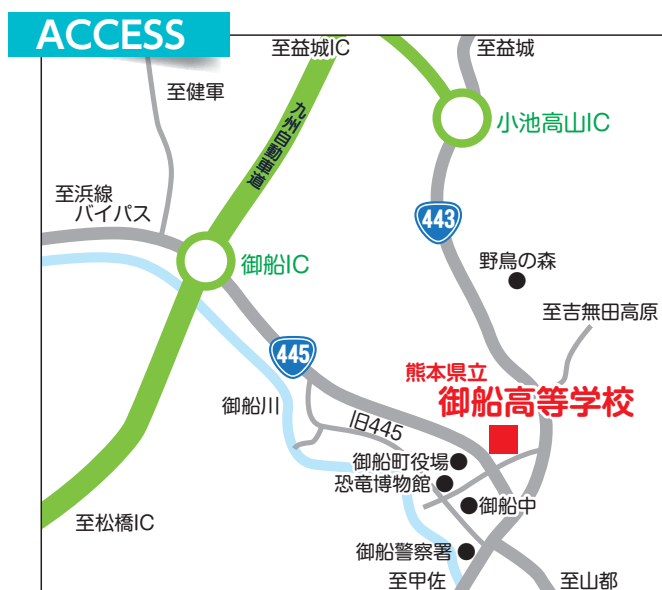 ACCESS
至益城IC
至益城
至健軍
九州自動車道
小池高山IC
至浜線
バイパス
443
御船IC
野鳥の森
至吉無田高原
445
熊本県立
御船高等学校
御船川
旧445
御船町役場
恐竜博物館
御船中
至松橋IC
御船警察署
至甲佐
至山都